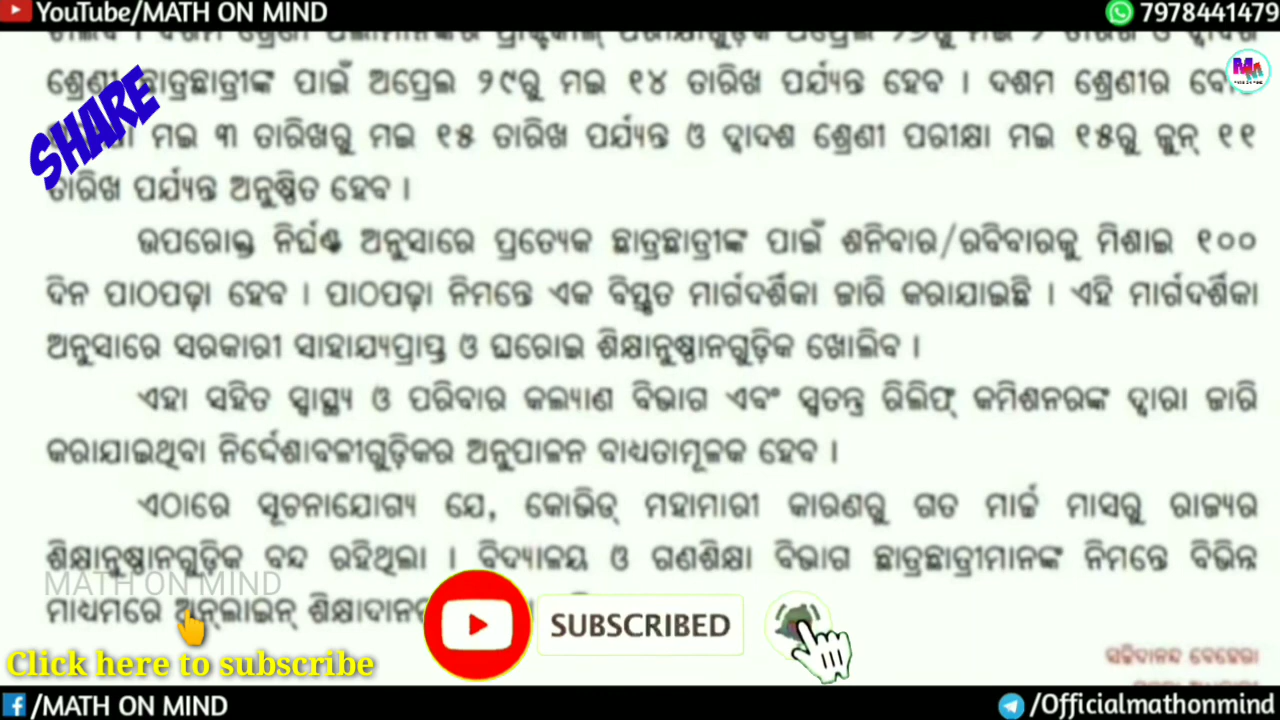 YouTube/MATH ON MIND
7978441479
ଶ୍ରେଣୀ ଛାତ୍ରଛାତ୍ରୀଙ୍କ ପାଇଁ ଅପ୍ରେଲ ୨୯ରୁ ମଇ ୧୪ ତାରିଖ ପର୍ଯ୍ୟନ୍ତ ହେବ । ଦଶମ ଶ୍ରେଣୀର
SHARE
ମଇ ୩ ତାରିଖରୁ ମଇ ୧୫ ତାରିଖ ପର୍ଯ୍ୟନ୍ତ ଓ ଦ୍ୱାଦଶ ଶ୍ରେଣୀ ପରୀକ୍ଷା ମଇ ୧୫ରୁ ଜୁନ୍ ୧୧
ତାରିଖ ପର୍ଯ୍ୟନ୍ତ ଅନୁଷ୍ଠିତ ହେବ ।
ଉପରୋକ୍ତ ନିର୍ଘଣ୍ଟ ଅନୁସାରେ ପ୍ରତ୍ୟେକ ଛାତ୍ରଛାତ୍ରୀଙ୍କ ପାଇଁ ଶନିବାର/ରବିବାରକୁ ମିଶାଇ ୧୦୦
ଦିନ ପାଠପଢ଼ା ହେବ । ପାଠପଢ଼ା ନିମନ୍ତେ ଏକ ବିସ୍ତୃତ ମାର୍ଗଦର୍ଶିକା ଜାରି କରାଯାଇଛି । ଏହି ମାର୍ଗଦର୍ଶିକା
ଅନୁସାରେ ସରକାରୀ ସାହାଯ୍ୟପ୍ରାପ୍ତ ଓ ଘରୋଇ ଶିକ୍ଷାନୁଷ୍ଠାନଗୁଡ଼ିକ ଖୋଲିବ ।
ଏହା ସହିତ ସ୍ୱାସ୍ଥ୍ୟ ଓ ପରିବାର କଲ୍ୟାଣ ବିଭାଗ ଏବଂ ସ୍ୱତନ୍ତ୍ର ରିଲିଫ୍ କମିଶନରଙ୍କ ଦ୍ୱାରା ଜାରି
କରାଯାଇଥିବା ନିର୍ଦ୍ଦେଶାବଳୀଗୁଡ଼ିକର ଅନୁପାଳନ ବାଧ୍ୟତାମୂଳକ ହେବ ।
ଏଠାରେ ସୂଚନାଯୋଗ୍ୟ ଯେ, କୋଭିଡ୍ ମହାମାରୀ କାରଣରୁ ଗତ ମାର୍ଚ୍ଚ ମାସରୁ ରାଜ୍ୟର
ଶିକ୍ଷାନୁଷ୍ଠାନଗୁଡ଼ିକ ବନ୍ଦ ରହିଥିଲା । ବିଦ୍ୟାଳୟ ଓ ଗଣଶିକ୍ଷା ବିଭାଗ ଛାତ୍ରଛାତ୍ରୀମାନଙ୍କ ନିମନ୍ତେ ବିଭିନ୍ନ
MATH ON MIND
ମାଧ୍ୟମରେ ଅନ୍‌ଲାଇନ୍
SUBSCRIBED
Click here to subscribe
ସଚ୍ଚିଦାନନ୍ଦ ବେହେରା
/MATH ON MIND
/Officialmathonmind